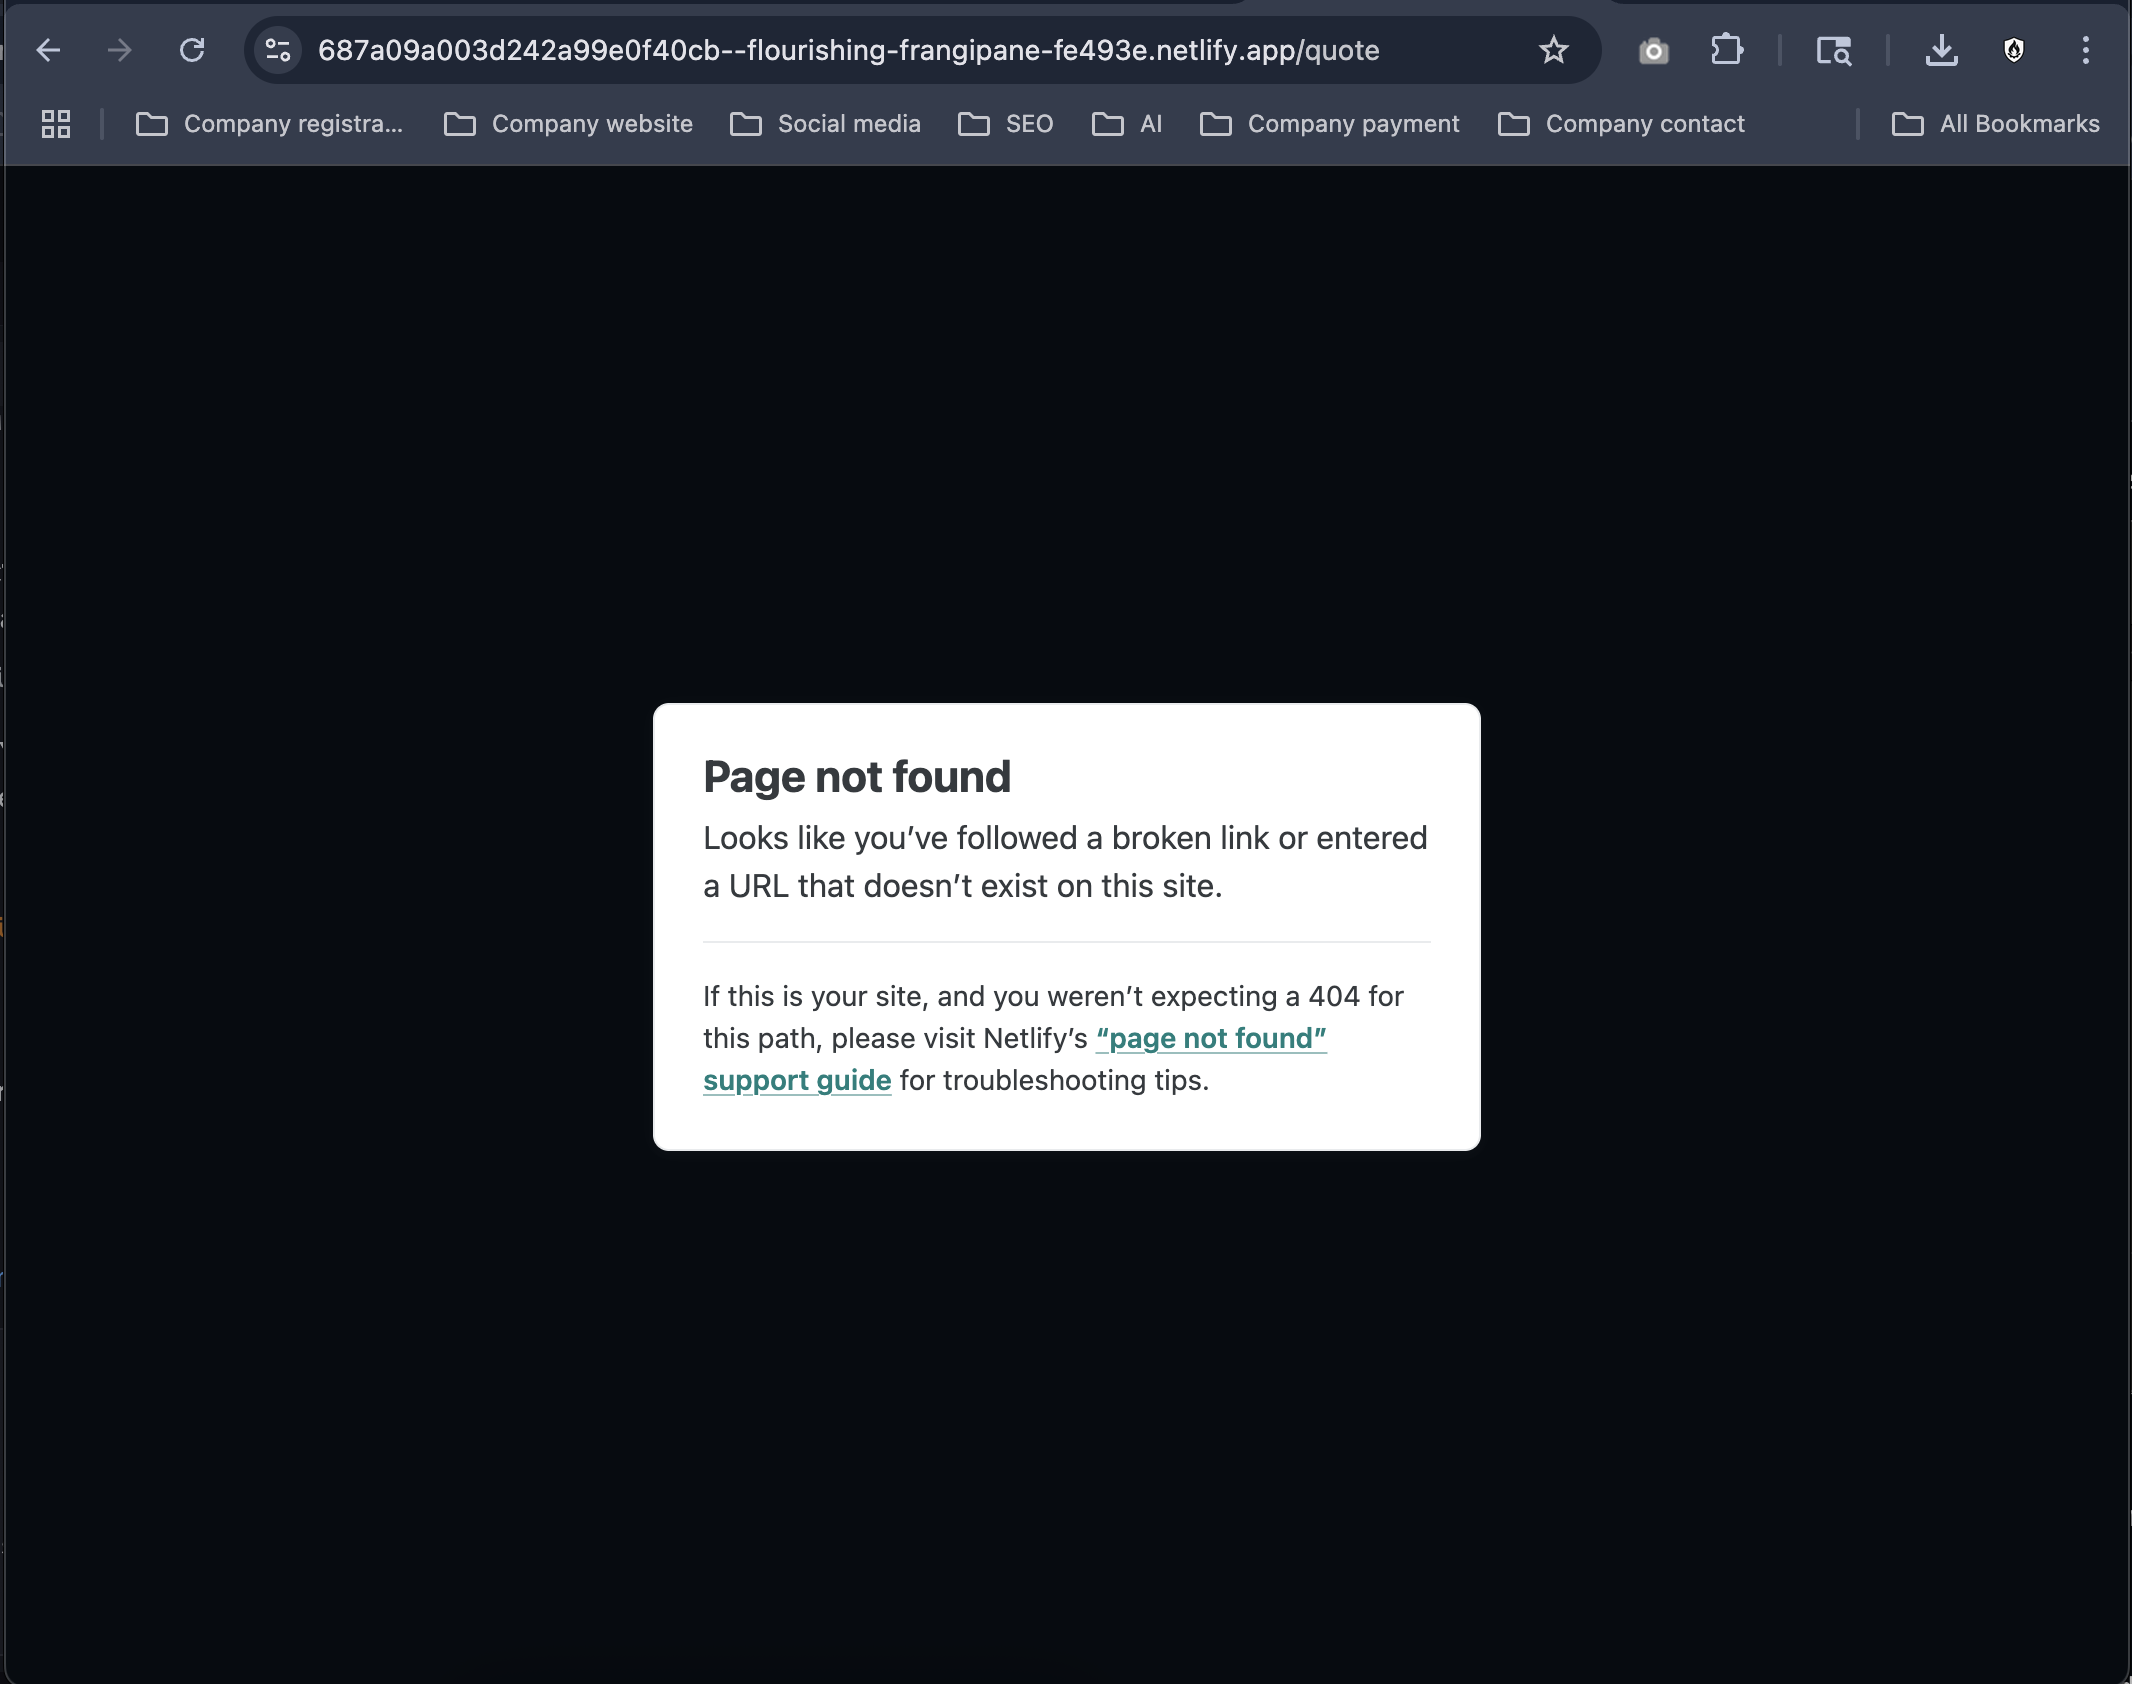 687a09a003d242a99e0f40cb--flourishing-frangipane-fe493e.netlify.app/quote
Company registra... Company website Social media SEO AI Company payment Company contact All Bookmarks
Page not found
Looks like you’ve followed a broken link or entered
a URL that doesn’t exist on this site.
If this is your site, and you weren’t expecting a 404 for
this path, please visit Netlify’s “page not found”
support guide for troubleshooting tips.